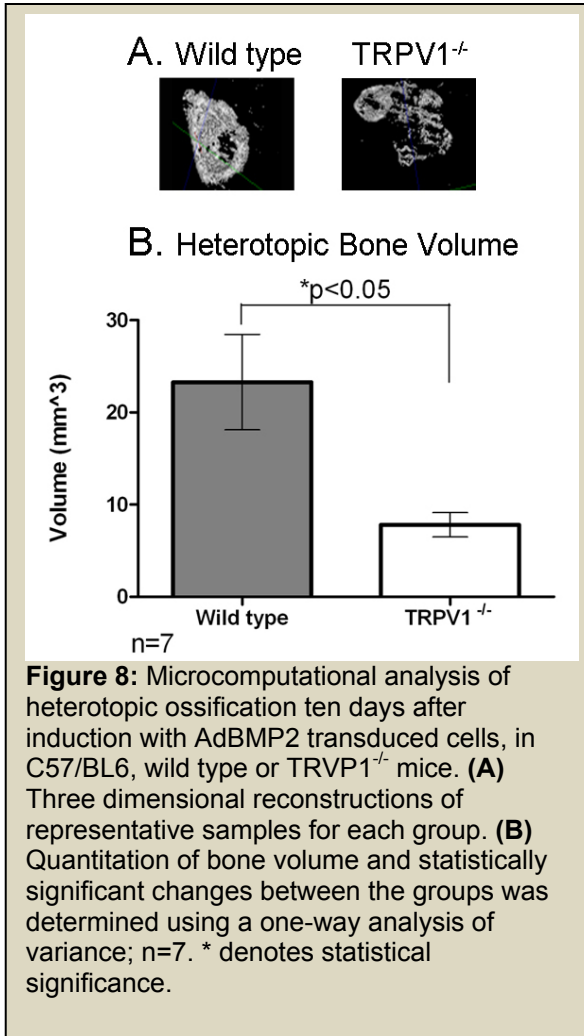 A. Wild type TRPV1-/-
B. Heterotopic Bone Volume
*p<0.05
30
20
10
0
Volume (mm^3)
Wild type TRPV1 -/-
n=7
Figure 8: Microcomputational analysis of
heterotopic ossification ten days after
induction with AdBMP2 transduced cells, in
C57/BL6, wild type or TRVP1-/- mice. (A)
Three dimensional reconstructions of
representative samples for each group. (B)
Quantitation of bone volume and statistically
significant changes between the groups was
determined using a one-way analysis of
variance; n=7. * denotes statistical
significance.